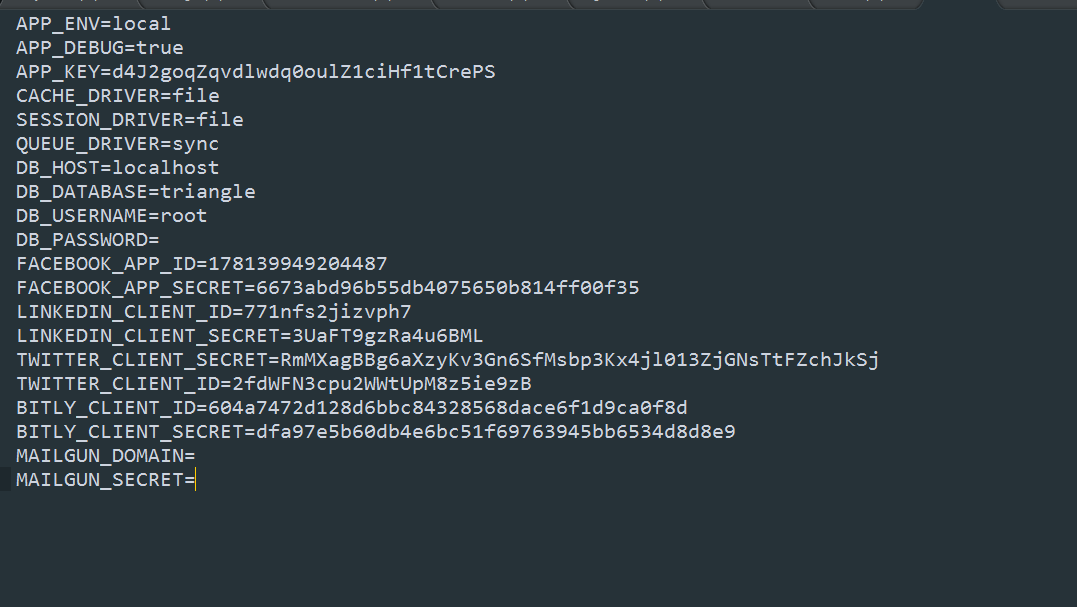 APP_ENV=local
APP_DEBUG=true
APP_KEY=d4J2goqZqvdlwdq0oulZ1ciHf1tCrePS
CACHE_DRIVER=file
SESSION_DRIVER=file
QUEUE_DRIVER=sync
DB_HOST=localhost
DB_DATABASE=triangle
DB_USERNAME=root
DB_PASSWORD=
FACEBOOK_APP_ID=178139949204487
FACEBOOK_APP_SECRET=6673abd96b55db4075650b814ff00f35
LINKEDIN_CLIENT_ID=771nfs2jizvph7
LINKEDIN_CLIENT_SECRET=3UaFT9gzRa4u6BML
TWITTER_CLIENT_SECRET=RmMXagBBg6aXzyKv3Gn6SfMsbp3Kx4jl013ZjGNsTtFZchJkSj
TWITTER_CLIENT_ID=2fdWFN3cpu2WWtUpM8z5ie9zB
BITLY_CLIENT_ID=604a7472d128d6bbc84328568dace6f1d9ca0f8d
BITLY_CLIENT_SECRET=dfa97e5b60db4e6bc51f69763945bb6534d8d8e9
MAILGUN_DOMAIN=
MAILGUN_SECRET=